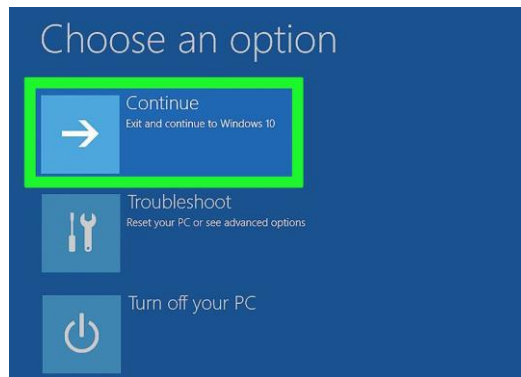 Choose an option
Continue
Exit and continue to Windows 10
Troubleshoot
Reset your PC or see advanced options
Turn off your PC